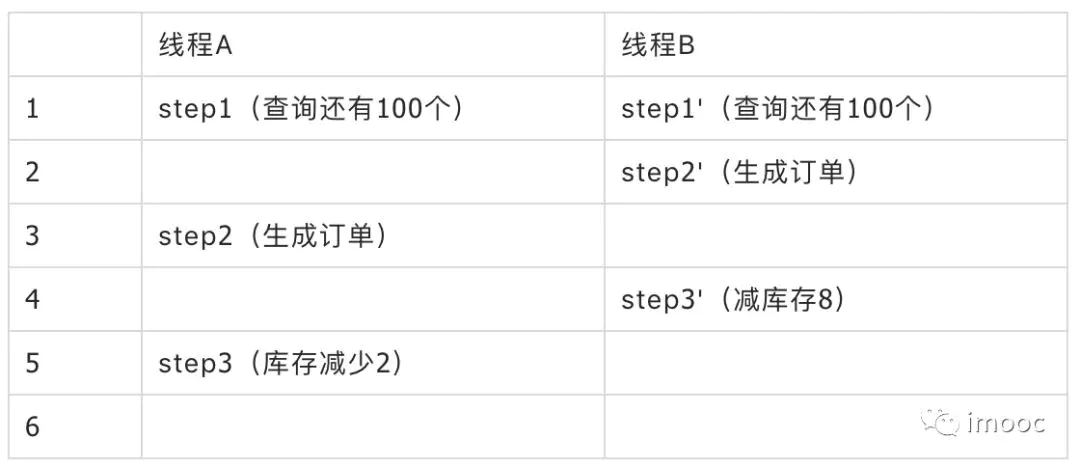 线程A 线程B
1 step1（查询还有100个） step1'（查询还有100个）
2 step2'（生成订单）
3 step2（生成订单）
4 step3'（减库存8）
5 step3（库存减少2）
6
imooc